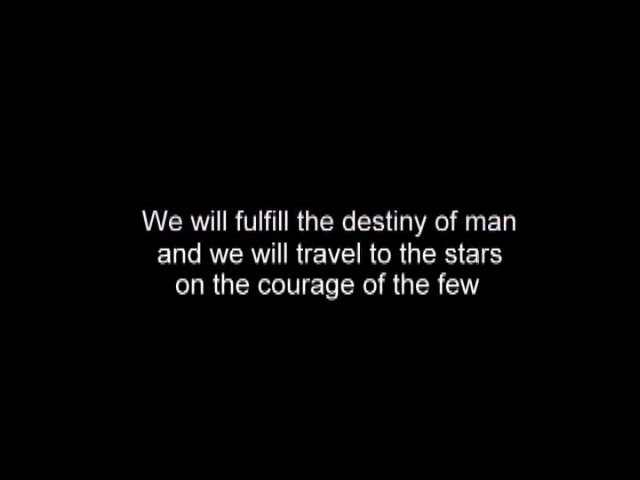 We will fulfill the destiny of man
and we will travel to the stars
on the courage of the few